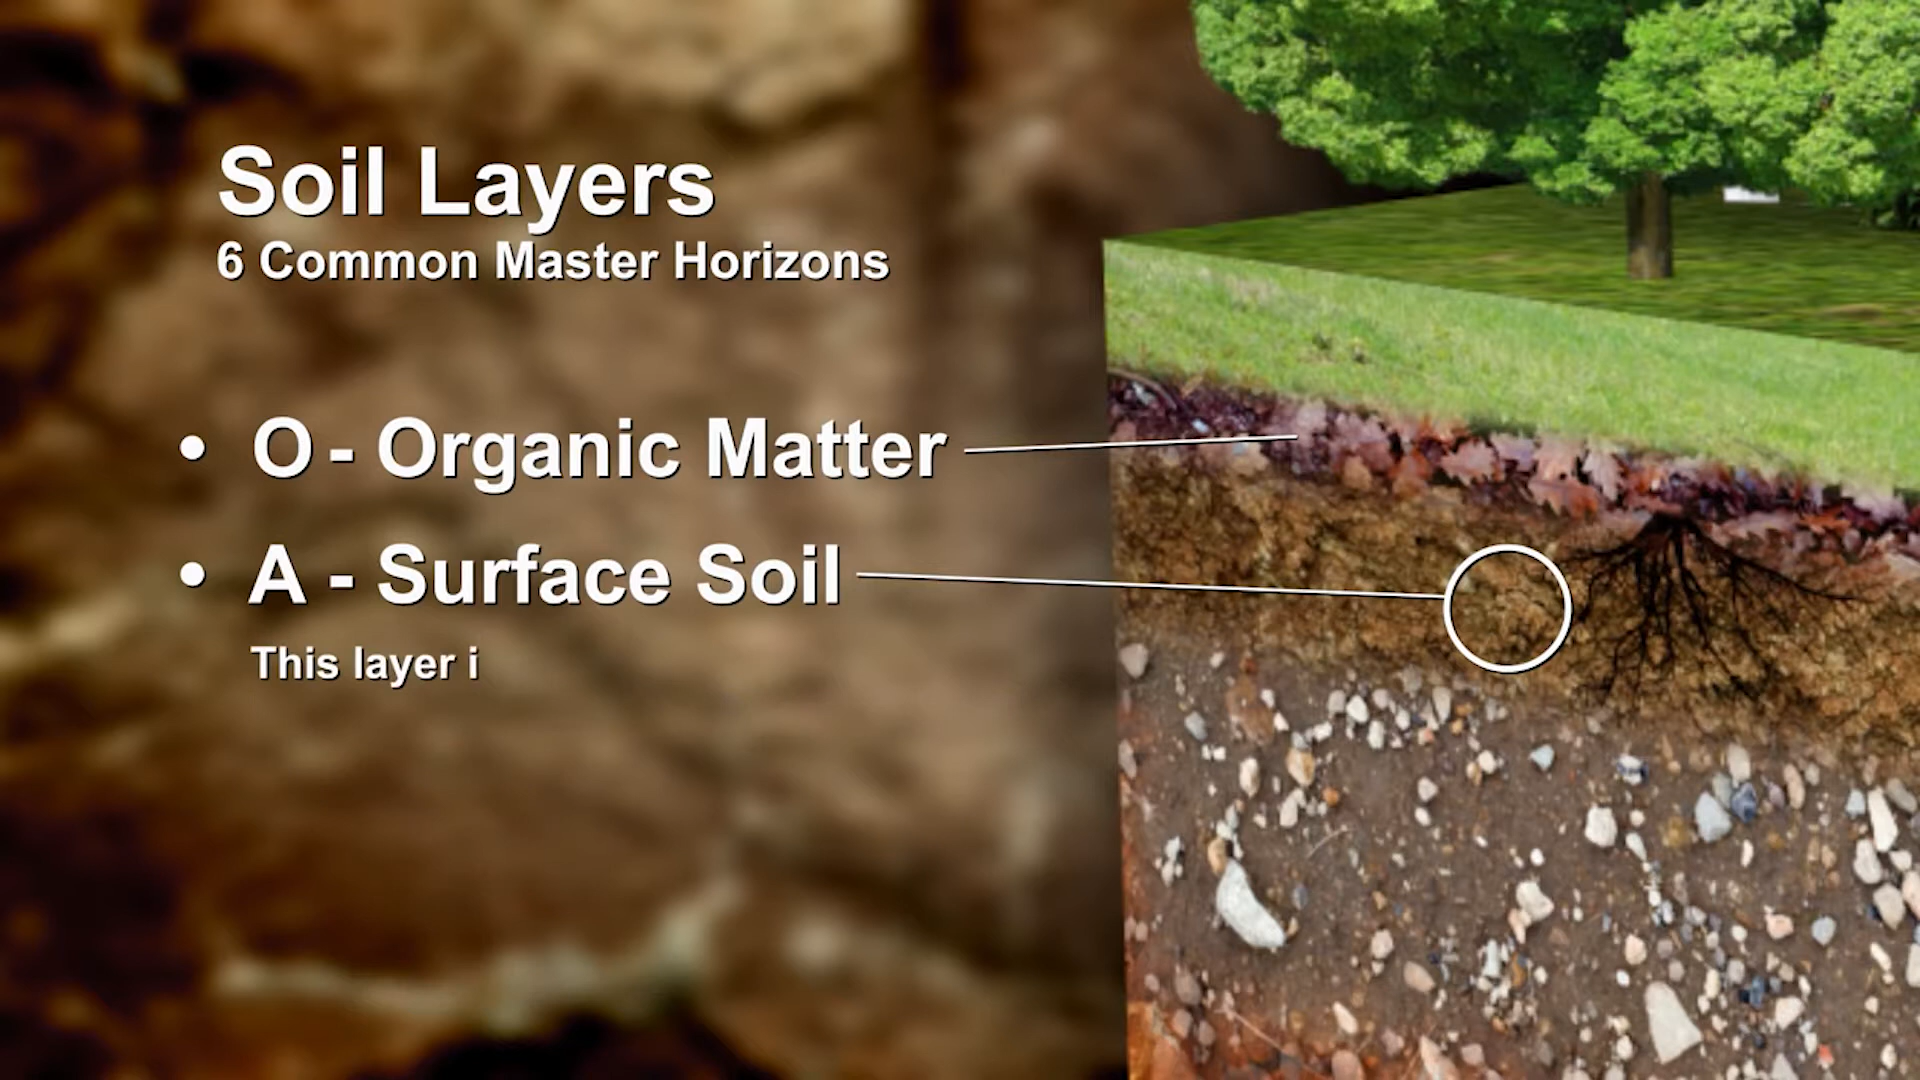 Soil Layers
6 Common Master Horizons
• O - Organic Matter
• A - Surface Soil
This layer i